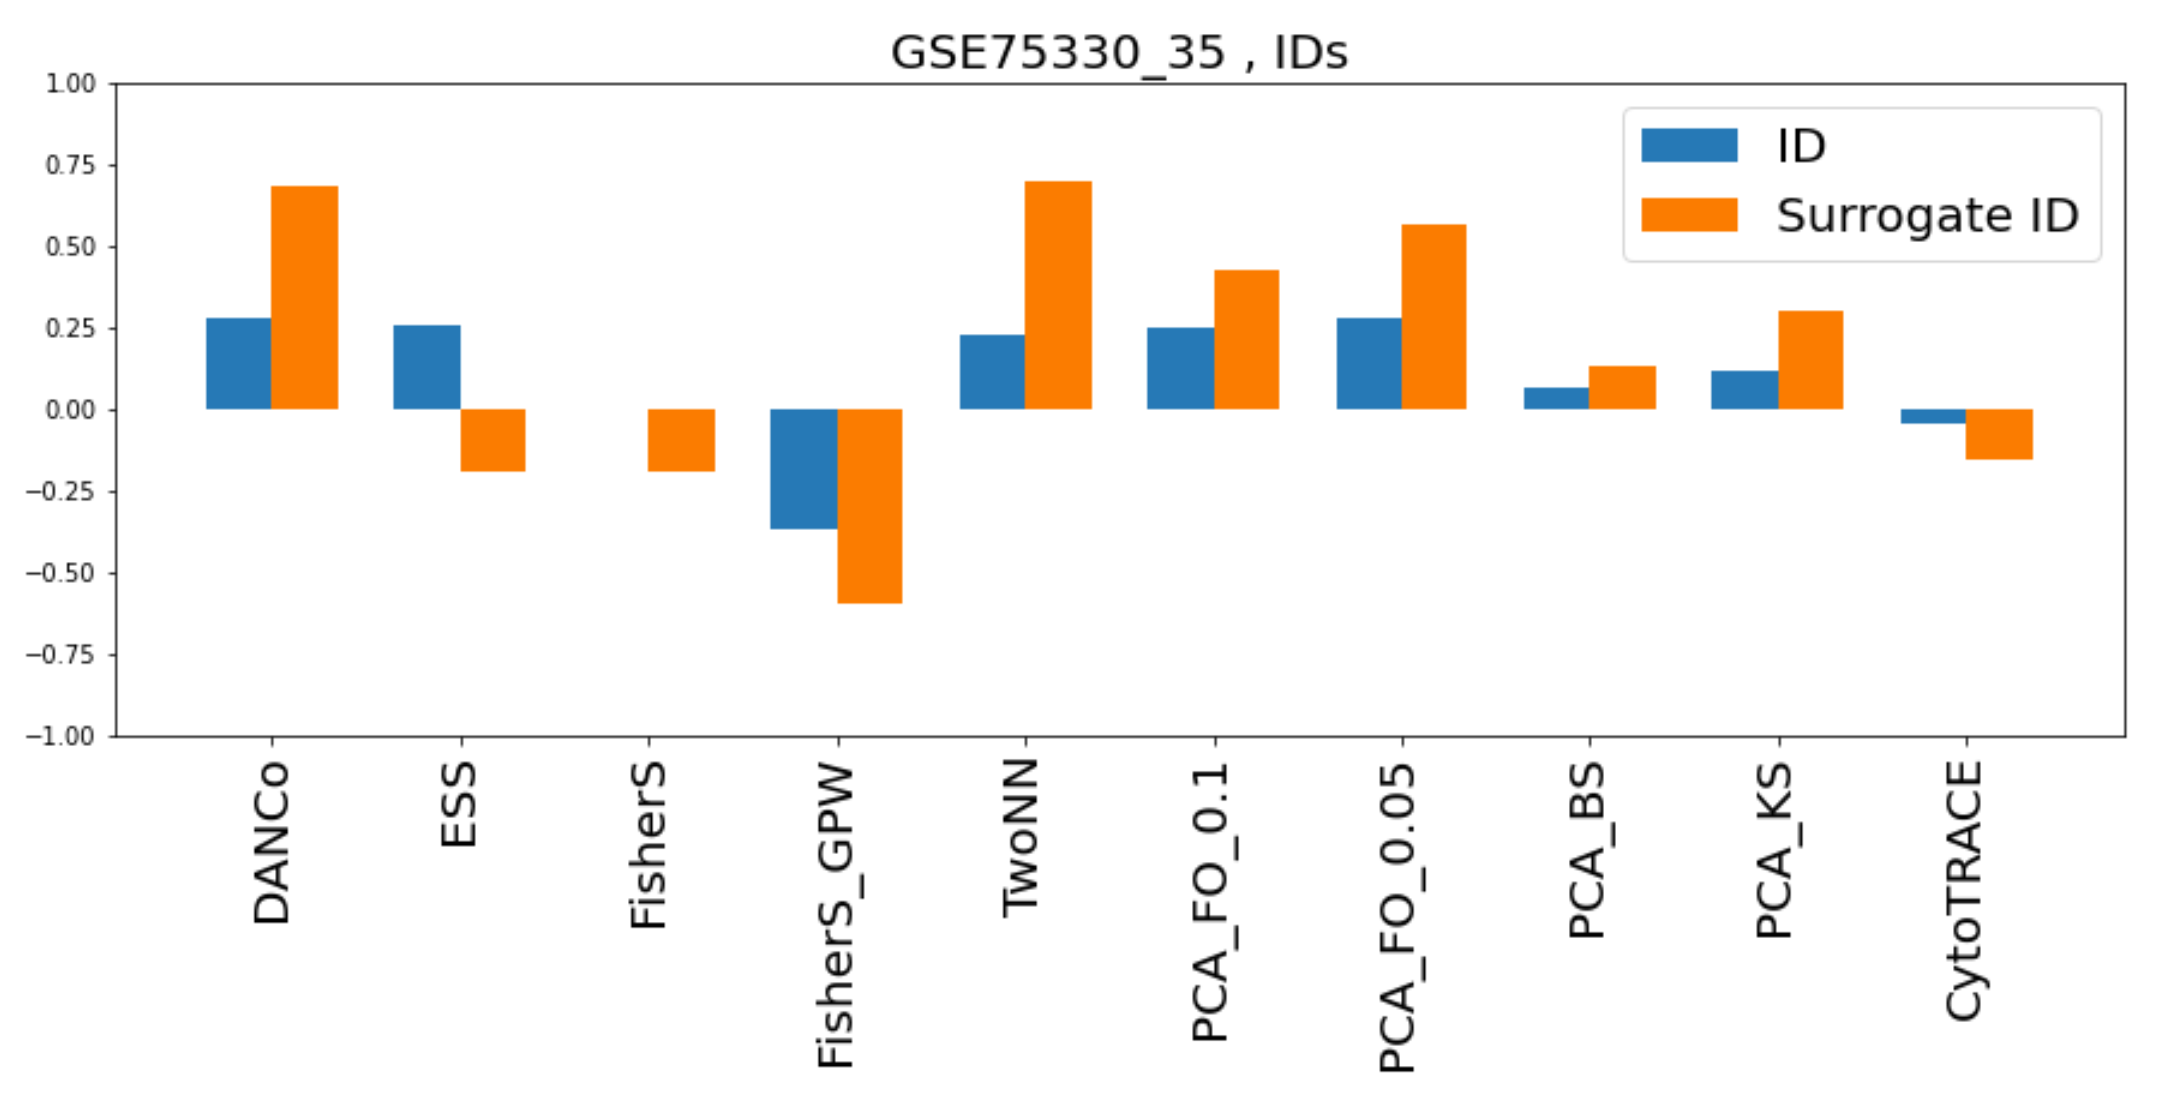 GSE75330_35 , IDs
1.00
0.75
0.50
0.25
0.00
−0.25
−0.50
−0.75
−1.00
ID
Surrogate ID
DANCo
ESS
FisherS
FisherS_GPW
TwoNN
PCA_FO_0.1
PCA_FO_0.05
PCA_BS
PCA_KS
CytoTRACE